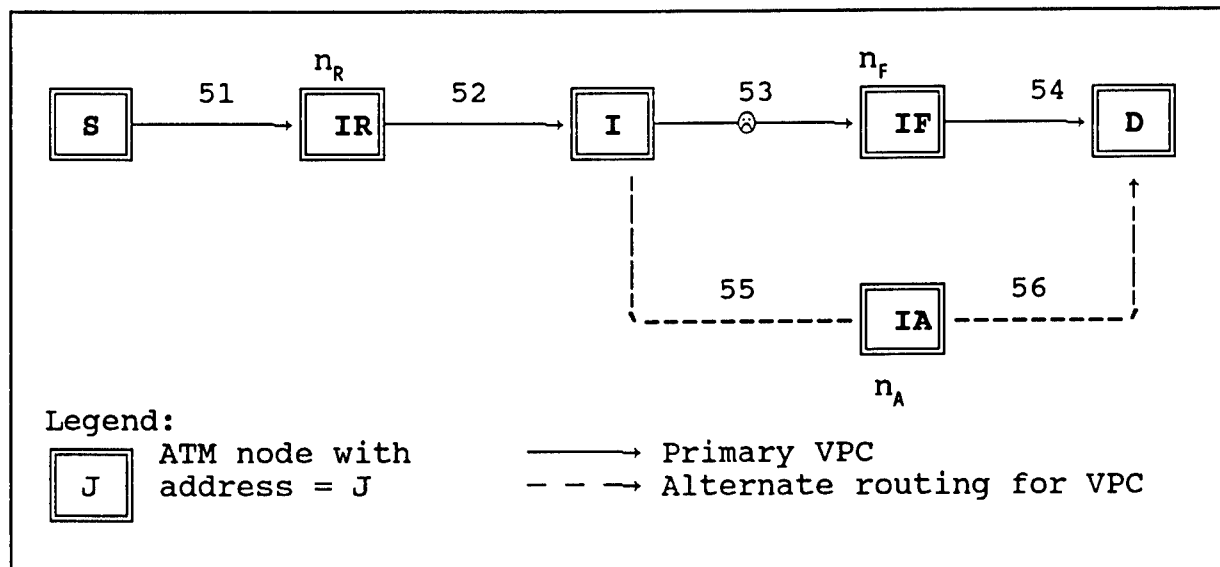 n_R
n_F
51
52
53
54
S
IR
I
IF
D
55
56
IA
n_A
Legend:
J
ATM node with
address = J
Primary VPC
Alternate routing for VPC